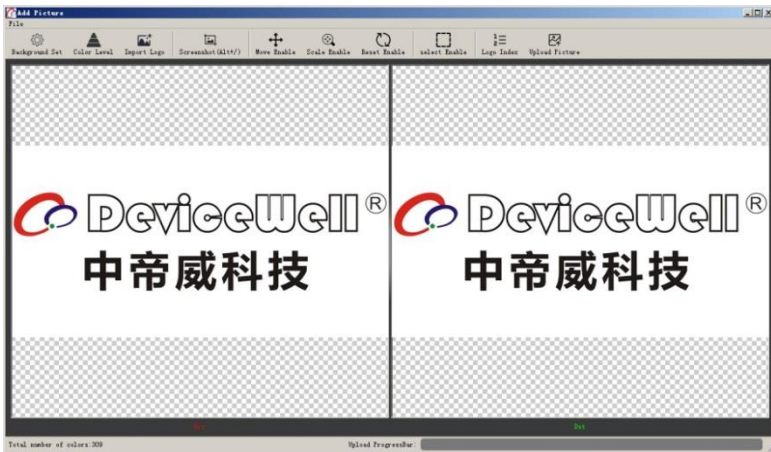 Add Picture
File
Background Set Color Level Import Logo Screenshot(Alt+/) Move Enable Scale Enable Reset Enable select Enable Logo Index Upload Picture
DeviceWell® DeviceWell®
中帝威科技 中帝威科技
Dst
Total number of colors 309 Upload ProgressBar: